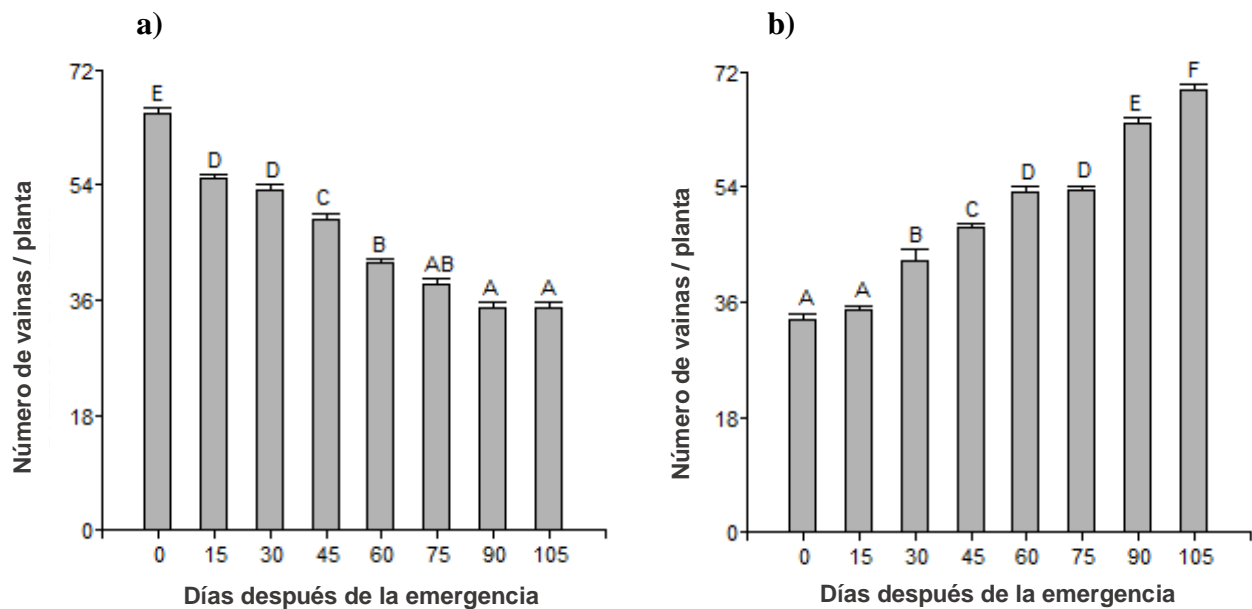 a)
Número de vainas / planta
72
54
36
18
0
E
D
D
C
B
AB
A
A
0 15 30 45 60 75 90 105
Días después de la emergencia
b)
Número de vainas / planta
72
54
36
18
0
A
A
B
C
D
D
E
F
0 15 30 45 60 75 90 105
Días después de la emergencia